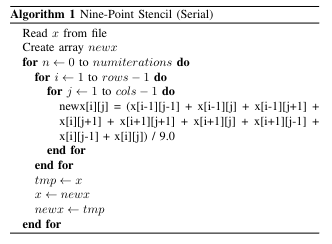 Algorithm 1 Nine-Point Stencil (Serial)
Read x from file
Create array newx
for n ← 0 to numiterations do
for i ← 1 to rows − 1 do
for j ← 1 to cols − 1 do
newx[i][j] = (x[i-1][j-1] + x[i-1][j] + x[i-1][j+1] +
x[i][j+1] + x[i+1][j+1] + x[i+1][j] + x[i+1][j-1] +
x[i][j-1] + x[i][j]) / 9.0
end for
end for
tmp ← x
x ← newx
newx ← tmp
end for